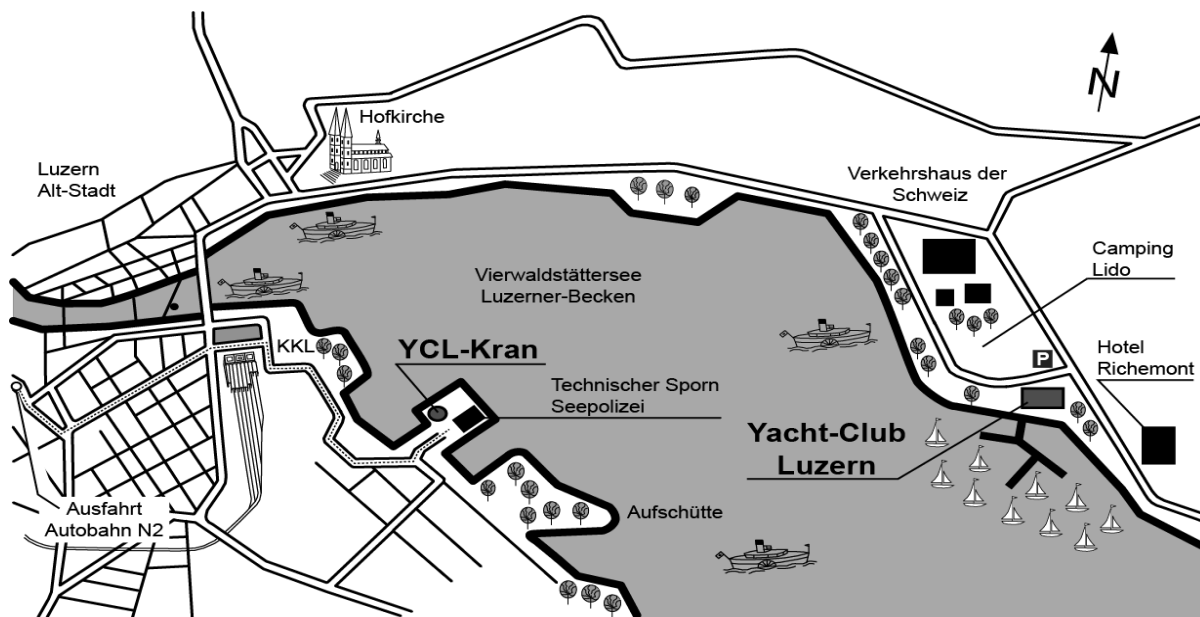 N
Hofkirche
Luzern
Alt-Stadt
Verkehrshaus der
Schweiz
Camping
Lido
Vierwaldstättersee
Luzerner-Becken
KKL
YCL-Kran
P
Hotel
Richemont
Technischer Sporn
Seepolizei
Yacht-Club
Luzern
Ausfahrt
Autobahn N2
Aufschütte